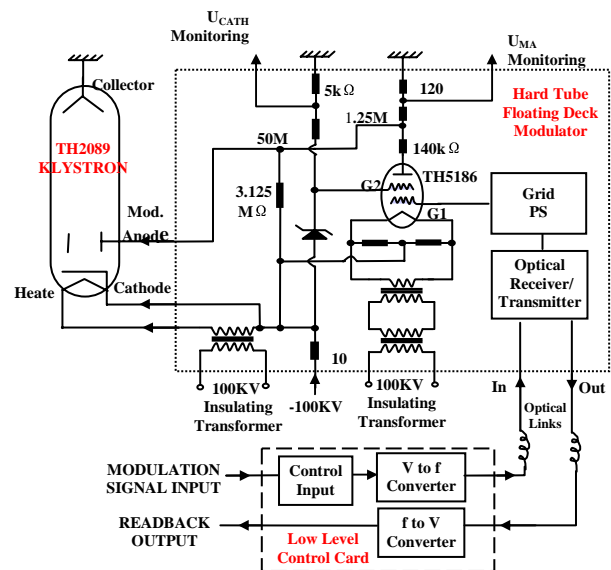 U_CATH
Monitoring
U_MA
Monitoring
Collector
5kΩ
120
Hard Tube
Floating Deck
Modulator
1.25M
TH2089
KLYSTRON
50M
140kΩ
G2
TH5186
3.125
MΩ
G1
Grid
PS
Mod.
Anode
Optical
Receiver/
Transmitter
Heate
Cathode
10
100KV
Insulating
Transformer
-100KV
100KV
Insulating
Transformer
In
Out
Optical
Links
MODULATION
SIGNAL INPUT
Control
Input
V to f
Converter
READBACK
OUTPUT
Low Level
Control Card
f to V
Converter